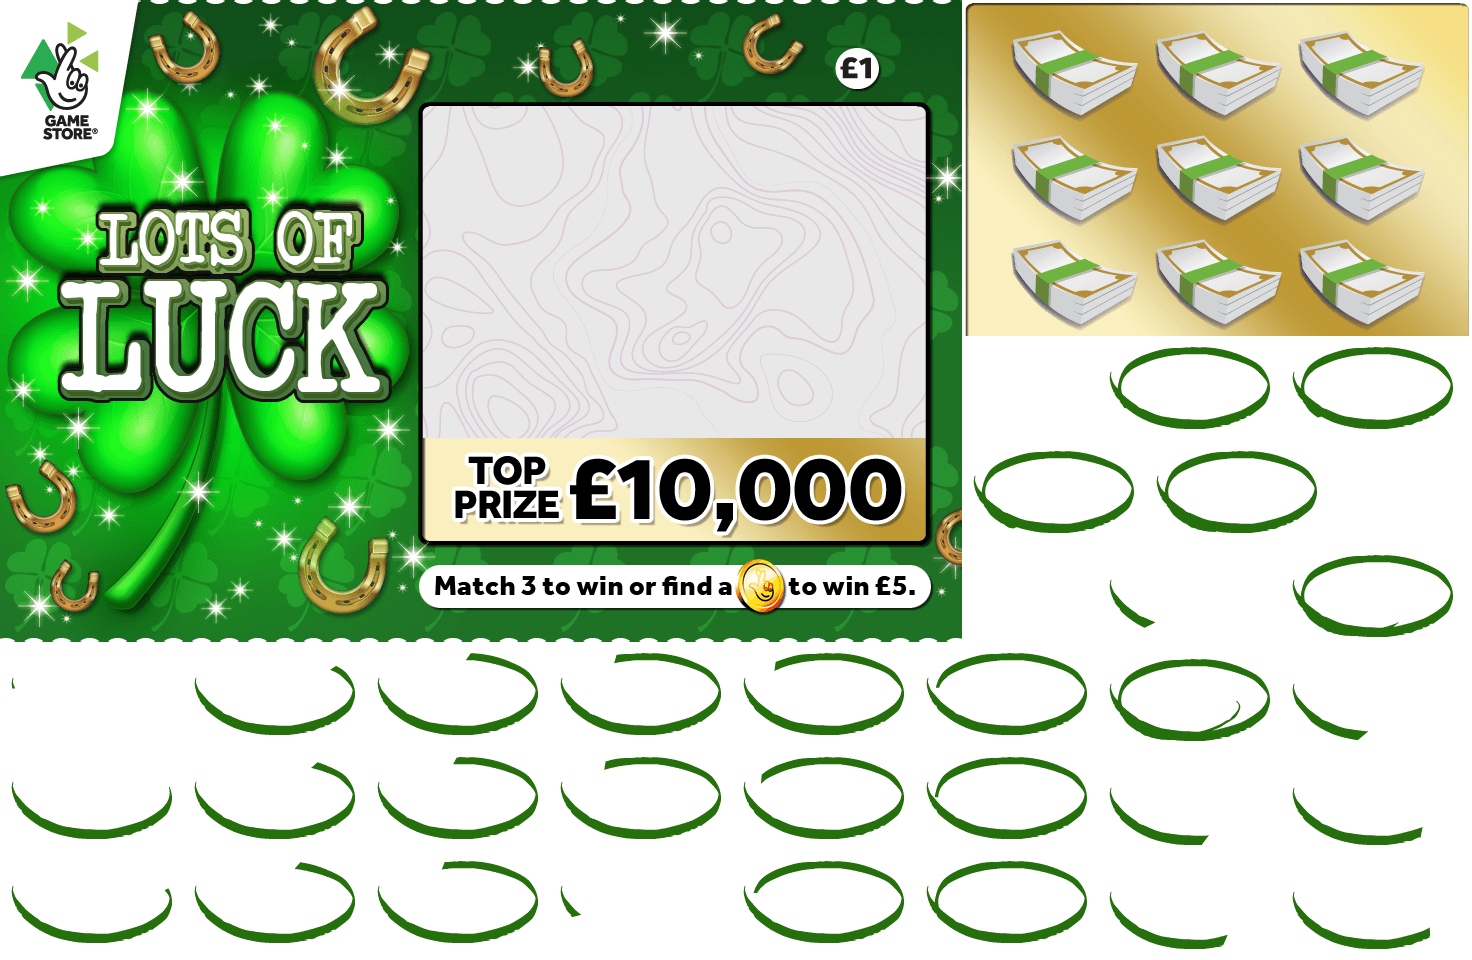 GAME
STORE®
£1
LOTS OF
LUCK
TOP
PRIZE £10,000
Match 3 to win or find a to win £5.